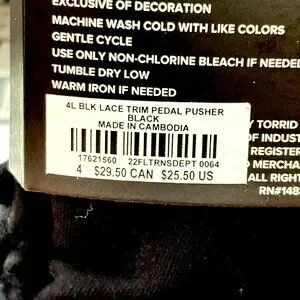 EXCLUSIVE OF DECORATION
MACHINE WASH COLD WITH LIKE COLORS
GENTLE CYCLE
USE ONLY NON-CHLORINE BLEACH IF NEEDED
TUMBLE DRY LOW
WARM IRON IF NEEDED
4L BLK LACE TRIM PEDAL PUSHER
BLACK
MADE IN CAMBODIA
17621560 22FLTRNSDEPT 0064
4 $29.50 CAN $25.50 US
Y TORRID
OF INDUST
REGISTER
D MERCHA
RN#148